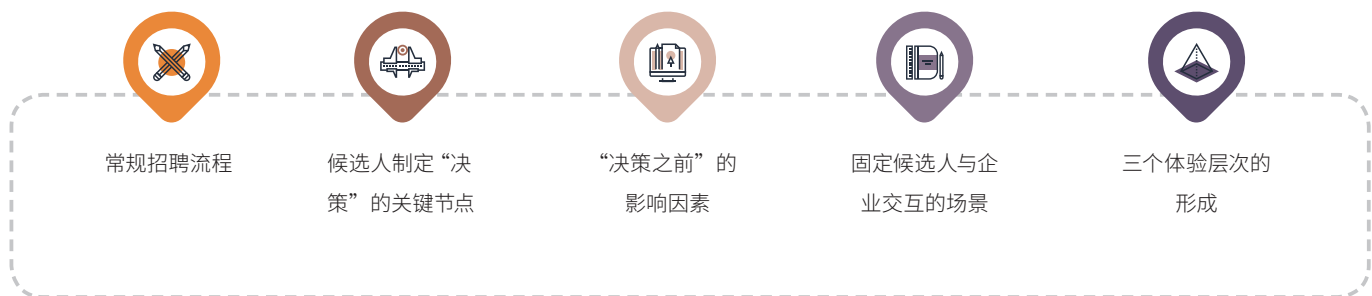 常规招聘流程
候选人制定“决
策”的关键节点
“决策之前”的
影响因素
固定候选人与企
业交互的场景
三个体验层次的
形成